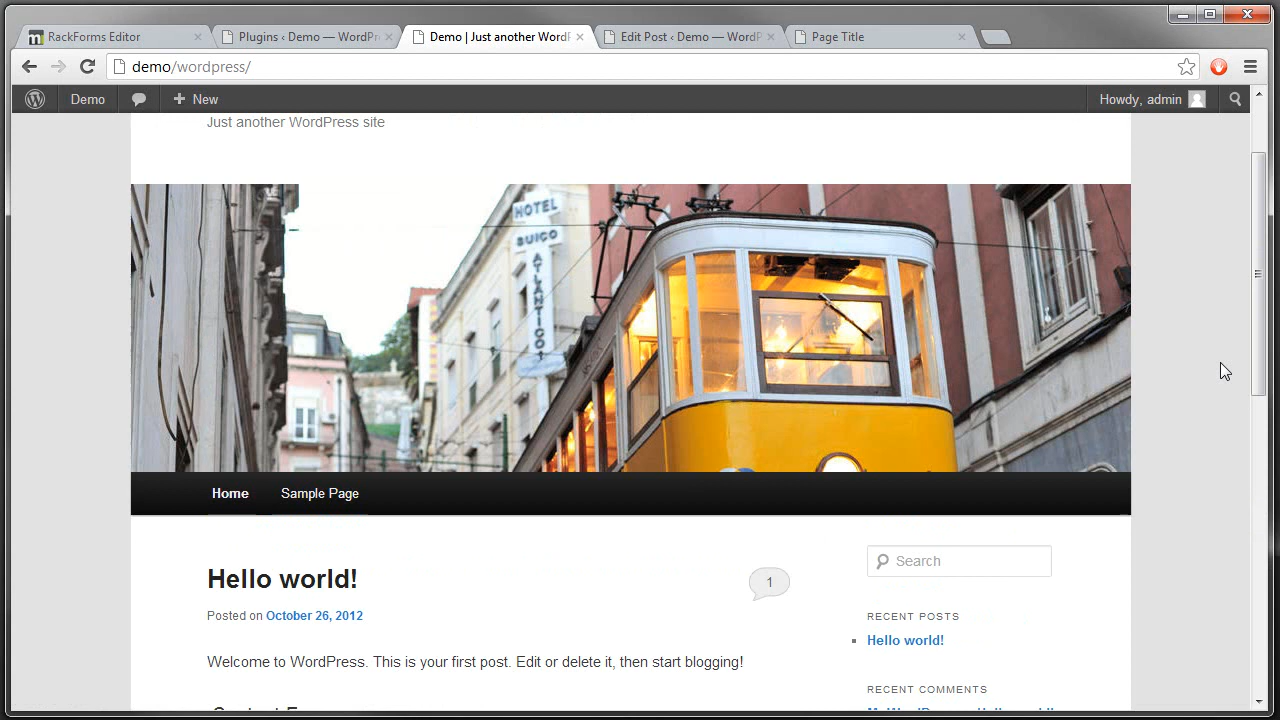 RackForms Editor
Plugins ‹ Demo — WordPr
Demo | Just another WordF
Edit Post ‹ Demo — WordP
Page Title
demo/wordpress/
Demo
New
Howdy, admin
Just another WordPress site
HOTEL
SUICO
ATLANTICO
Home
Sample Page
Search
Hello world!
1
Posted on October 26, 2012
RECENT POSTS
Hello world!
Welcome to WordPress. This is your first post. Edit or delete it, then start blogging!
RECENT COMMENTS